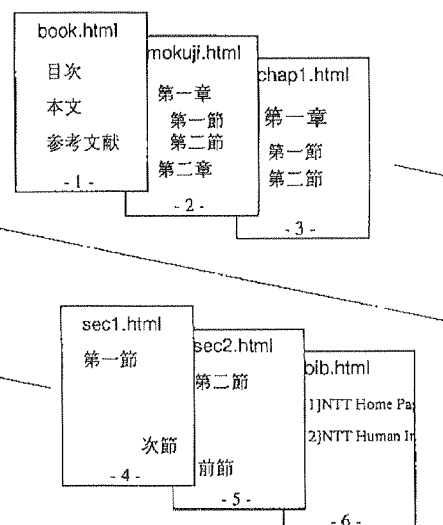 book.html
目次
本文
参考文献
- 1 -
mokuji.html
第一章
第一節
第二節
第二章
- 2 -
chap1.html
第一章
第一節
第二節
- 3 -
sec1.html
第一節
次節
- 4 -
sec2.html
第二節
前節
- 5 -
bib.html
1]NTT Home Pa
2]NTT Human In
- 6 -